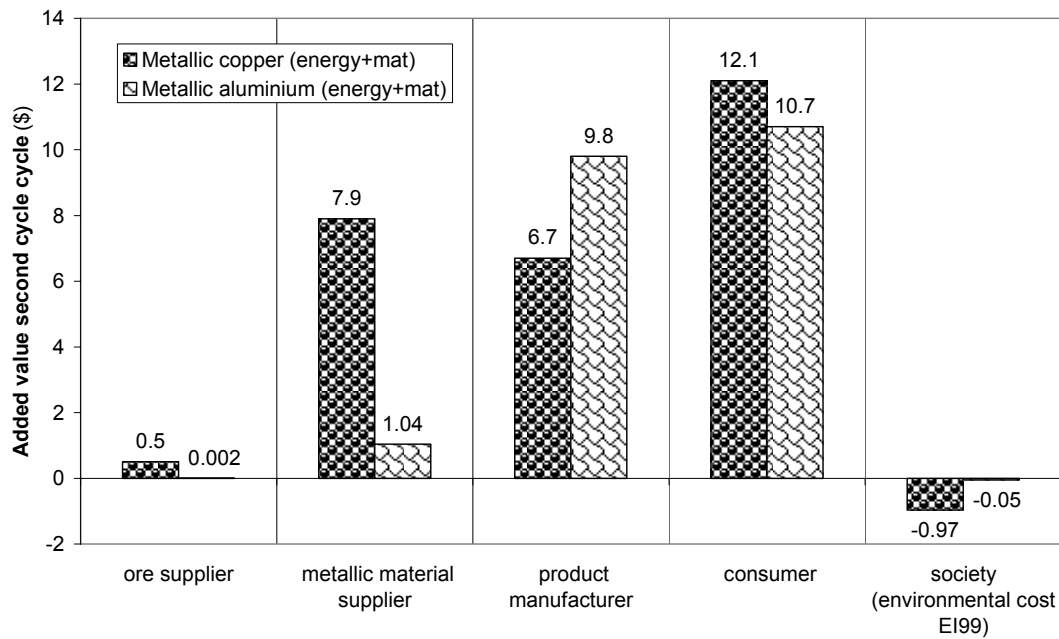 14
12
10
8
6
4
2
0
-2
Added value second cycle cycle ($)
Metallic copper (energy+mat)
Metallic aluminium (energy+mat)
0.5
0.002
7.9
1.04
6.7
9.8
12.1
10.7
-0.97
-0.05
ore supplier
metallic material
supplier
product
manufacturer
consumer
society
(environmental cost
EI99)